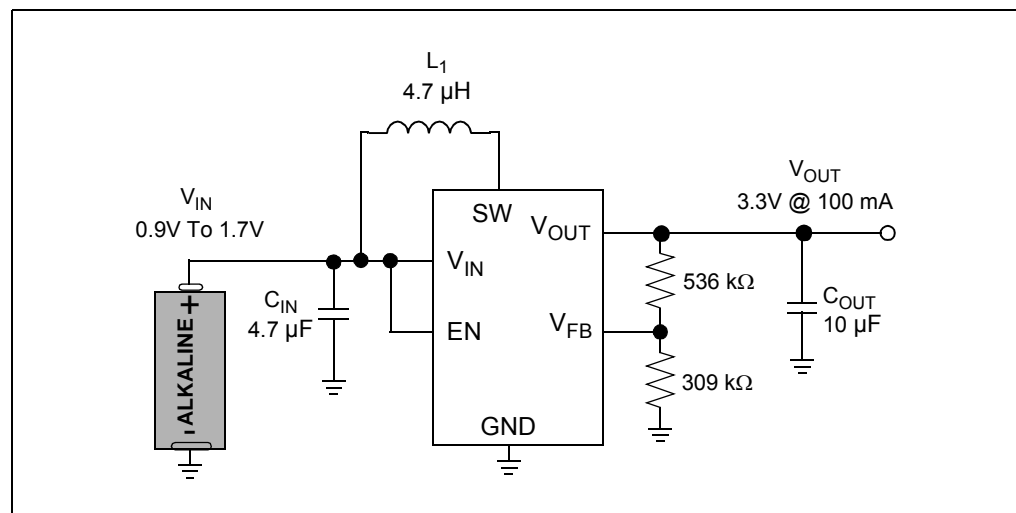 L1
4.7 µH
VIN
0.9V To 1.7V
VOUT
3.3V @ 100 mA
SW
VOUT
VIN
536 kΩ
CIN
4.7 µF
COUT
10 µF
EN
VFB
309 kΩ
GND
- ALKALINE +